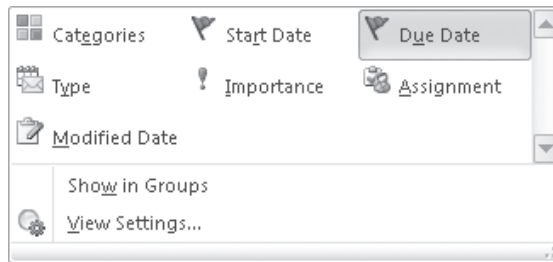 Categories Start Date Due Date
Type Importance Assignment
Modified Date
Show in Groups
View Settings...